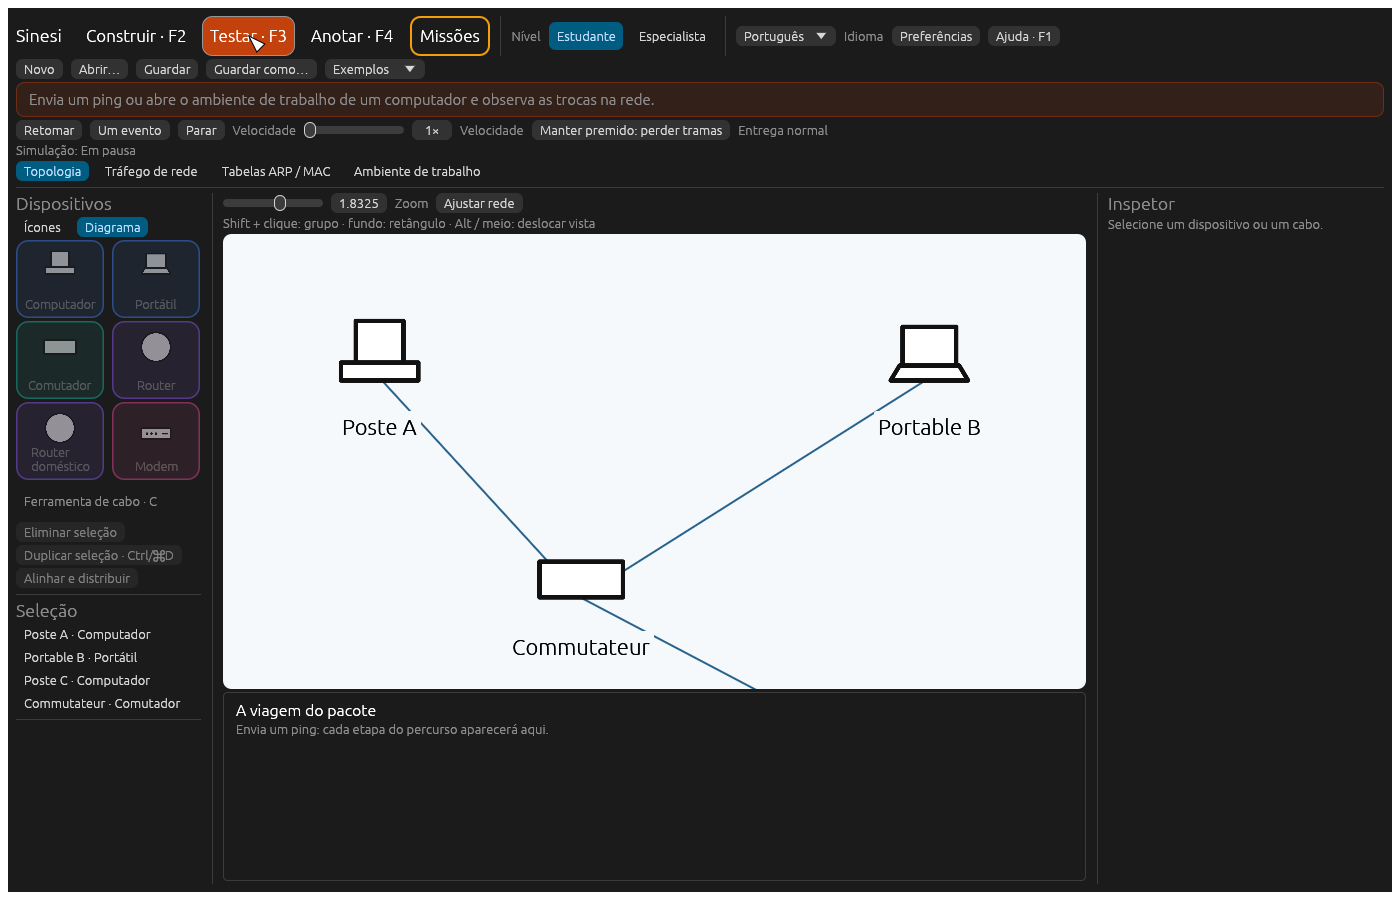 Sinesi Construir · F2 Testar · F3 Anotar · F4 Missões Nível Estudante Especialista Português Idioma Preferências Ajuda · F1
Novo Abrir... Guardar Guardar como... Exemplos
Envia um ping ou abre o ambiente de trabalho de um computador e observa as trocas na rede.
Retomar Um evento Parar Velocidade 1× Velocidade Manter premido: perder tramas Entrega normal
Simulação: Em pausa
Topologia Tráfego de rede Tabelas ARP / MAC Ambiente de trabalho
Dispositivos
Ícones Diagrama
Computador Portátil
Comutador Router
Router doméstico Modem
Ferramenta de cabo · C
Eliminar seleção
Duplicar seleção · Ctrl/⌘D
Alinhar e distribuir
Seleção
Poste A · Computador
Portable B · Portátil
Poste C · Computador
Commutateur · Comutador
1.8325 Zoom Ajustar rede
Shift + clique: grupo · fundo: retângulo · Alt / meio: deslocar vista
Poste A
Portable B
Commutateur
A viagem do pacote
Envia um ping: cada etapa do percurso aparecerá aqui.
Inspetor
Selecione um dispositivo ou um cabo.